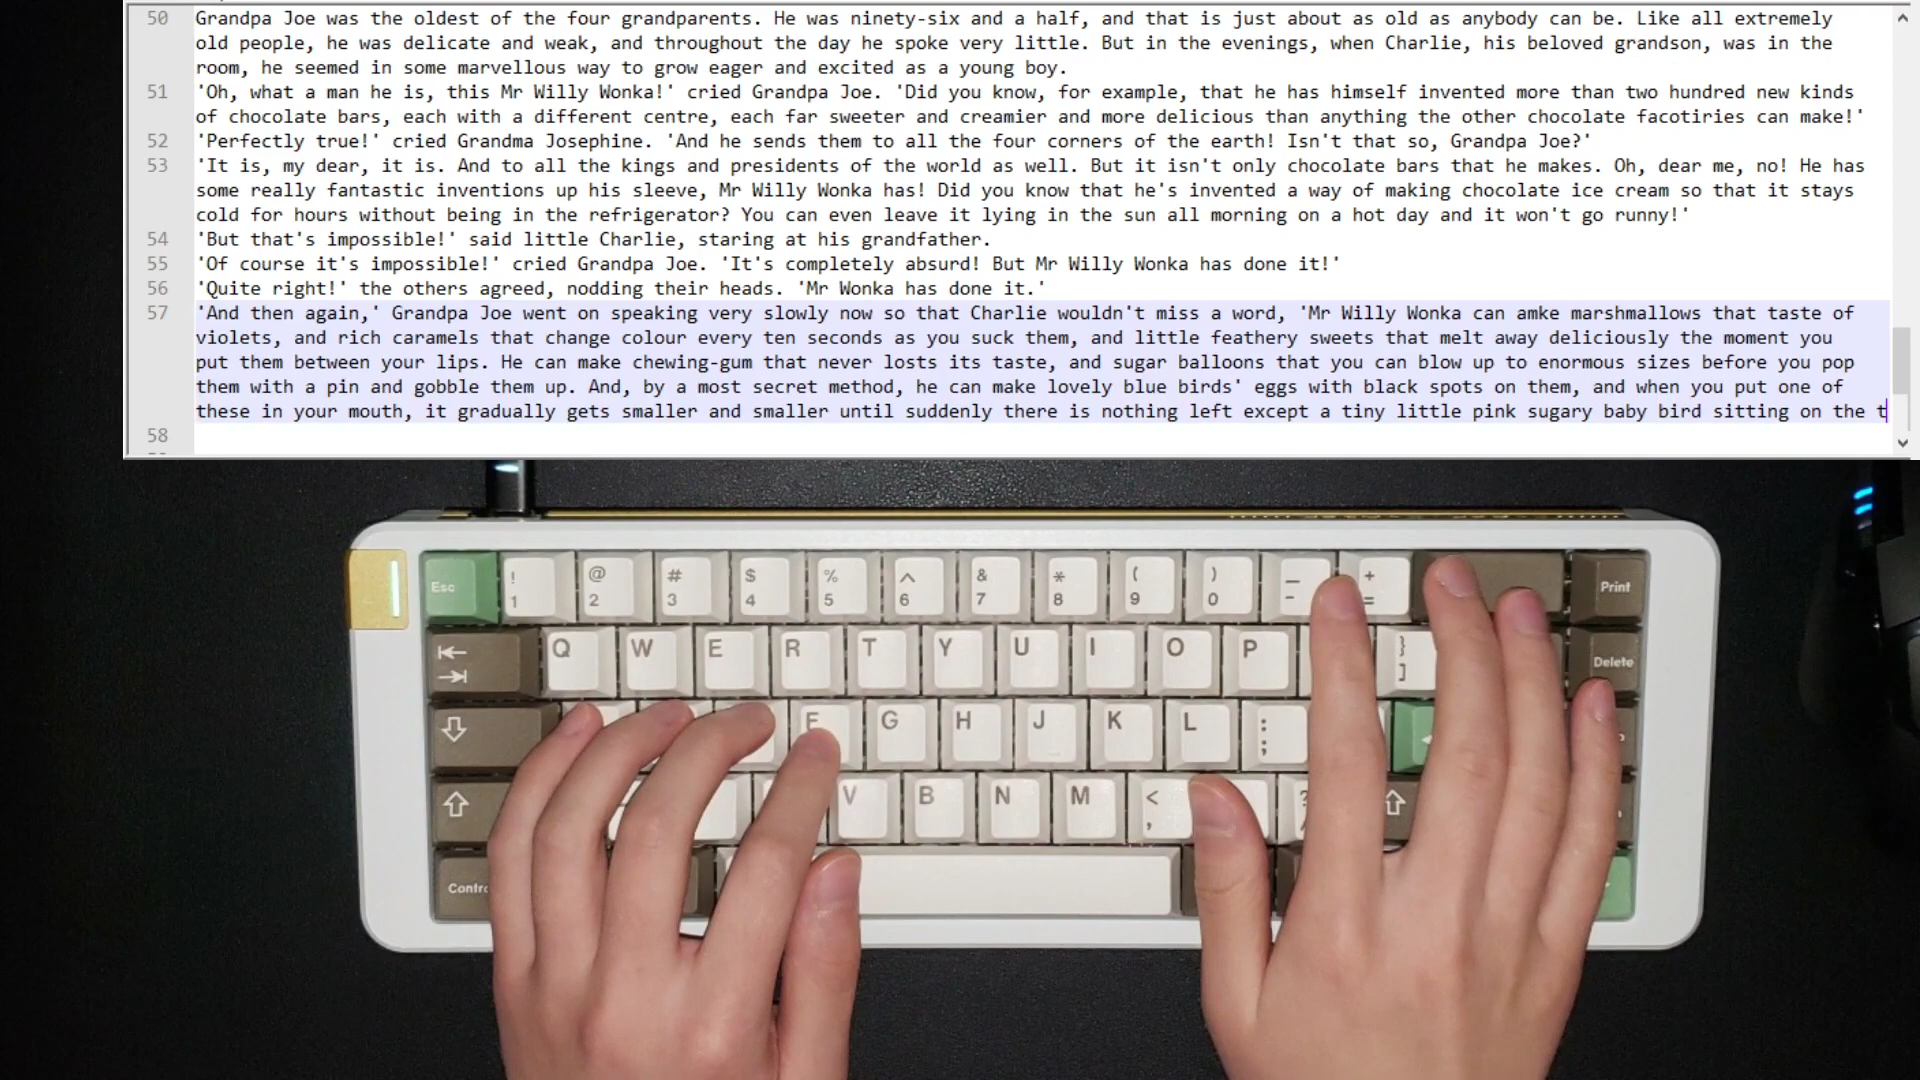 50 Grandpa Joe was the oldest of the four grandparents. He was ninety-six and a half, and that is just about as old as anybody can be. Like all extremely
old people, he was delicate and weak, and throughout the day he spoke very little. But in the evenings, when Charlie, his beloved grandson, was in the
room, he seemed in some marvellous way to grow eager and excited as a young boy.
51 'Oh, what a man he is, this Mr Willy Wonka!' cried Grandpa Joe. 'Did you know, for example, that he has himself invented more than two hundred new kinds
of chocolate bars, each with a different centre, each far sweeter and creamier and more delicious than anything the other chocolate facotiries can make!'
52 'Perfectly true!' cried Grandma Josephine. 'And he sends them to all the four corners of the earth! Isn't that so, Grandpa Joe?'
53 'It is, my dear, it is. And to all the kings and presidents of the world as well. But it isn't only chocolate bars that he makes. Oh, dear me, no! He has
some really fantastic inventions up his sleeve, Mr Willy Wonka has! Did you know that he's invented a way of making chocolate ice cream so that it stays
cold for hours without being in the refrigerator? You can even leave it lying in the sun all morning on a hot day and it won't go runny!'
54 'But that's impossible!' said little Charlie, staring at his grandfather.
55 'Of course it's impossible!' cried Grandpa Joe. 'It's completely absurd! But Mr Willy Wonka has done it!'
56 'Quite right!' the others agreed, nodding their heads. 'Mr Wonka has done it.'
57 'And then again,' Grandpa Joe went on speaking very slowly now so that Charlie wouldn't miss a word, 'Mr Willy Wonka can amke marshmallows that taste of
violets, and rich caramels that change colour every ten seconds as you suck them, and little feathery sweets that melt away deliciously the moment you
put them between your lips. He can make chewing-gum that never losts its taste, and sugar balloons that you can blow up to enormous sizes before you pop
them with a pin and gobble them up. And, by a most secret method, he can make lovely blue birds' eggs with black spots on them, and when you put one of
these in your mouth, it gradually gets smaller and smaller until suddenly there is nothing left except a tiny little pink sugary baby bird sitting on the t
58
Esc ! 1 @ 2 # 3 $ 4 % 5 ^ 6 & 7 * 8 ( 9 ) 0 _ - + = Print
Q W E R T Y U I O P } ] Delete
F G H J K L : ;
V B N M < ,